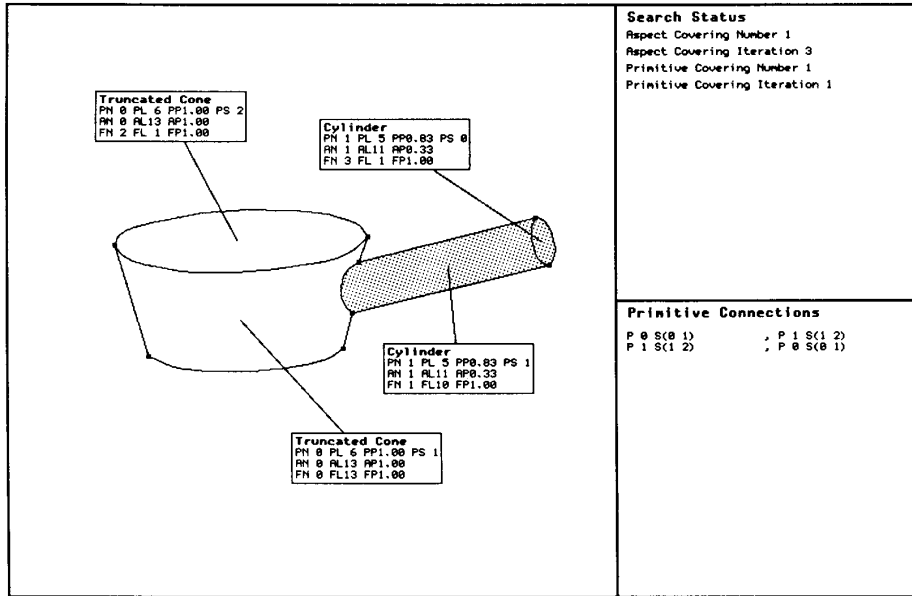 Truncated Cone
PN 0 PL 6 PP1.00 PS 2
AN 0 AL13 AP1.00
FN 2 FL 1 FP1.00
Cylinder
PN 1 PL 5 PP0.83 PS 0
AN 1 AL11 AP0.33
FN 3 FL 1 FP1.00
Cylinder
PN 1 PL 5 PP0.83 PS 1
AN 1 AL11 AP0.33
FN 1 FL10 FP1.00
Truncated Cone
PN 0 PL 6 PP1.00 PS 1
AN 0 AL13 AP1.00
FN 0 FL13 FP1.00
Search Status
Aspect Covering Number 1
Aspect Covering Iteration 3
Primitive Covering Number 1
Primitive Covering Iteration 1
Primitive Connections
P 0 S(0 1) , P 1 S(1 2)
P 1 S(1 2) , P 0 S(0 1)